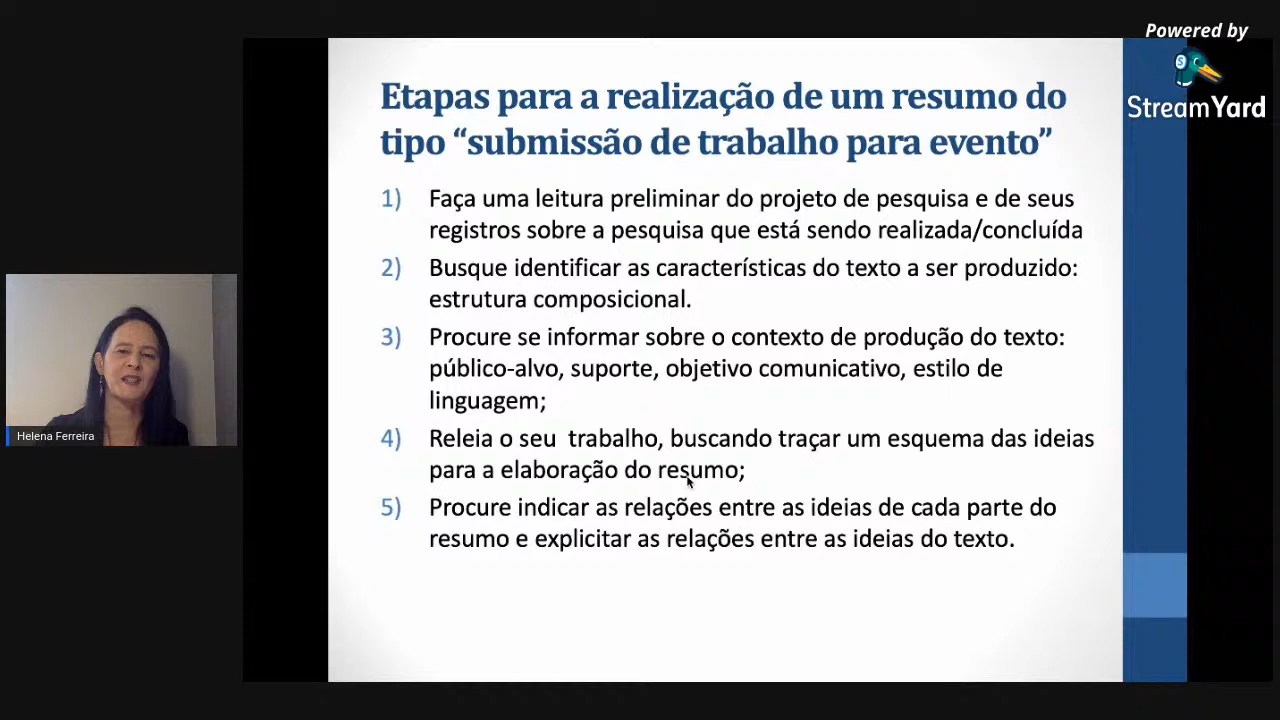 Powered by
StreamYard
Etapas para a realização de um resumo do
tipo “submissão de trabalho para evento”
1) Faça uma leitura preliminar do projeto de pesquisa e de seus
registros sobre a pesquisa que está sendo realizada/concluída
2) Busque identificar as características do texto a ser produzido:
estrutura composicional.
3) Procure se informar sobre o contexto de produção do texto:
público-alvo, suporte, objetivo comunicativo, estilo de
linguagem;
4) Releia o seu  trabalho, buscando traçar um esquema das ideias
para a elaboração do resumo;
5) Procure indicar as relações entre as ideias de cada parte do
resumo e explicitar as relações entre as ideias do texto.
Helena Ferreira